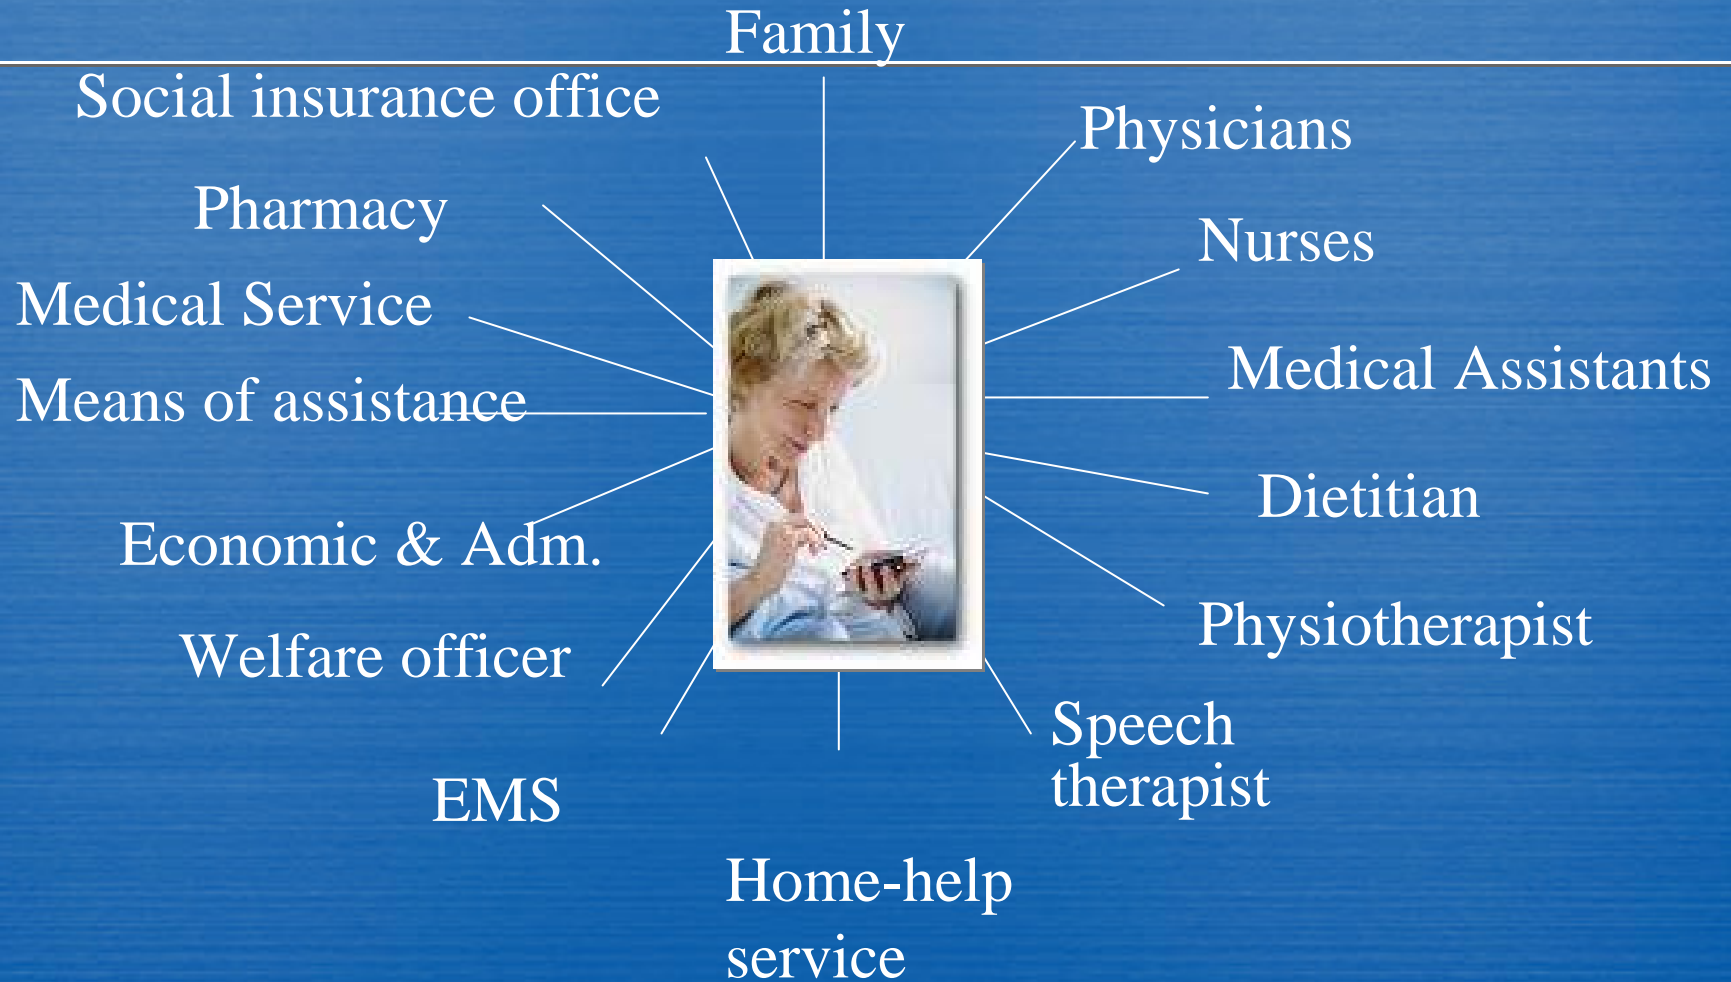 Family
Social insurance office
Physicians
Pharmacy
Nurses
Medical Service
Medical Assistants
Means of assistance
Dietitian
Economic & Adm.
Physiotherapist
Welfare officer
Speech
therapist
EMS
Home-help
service